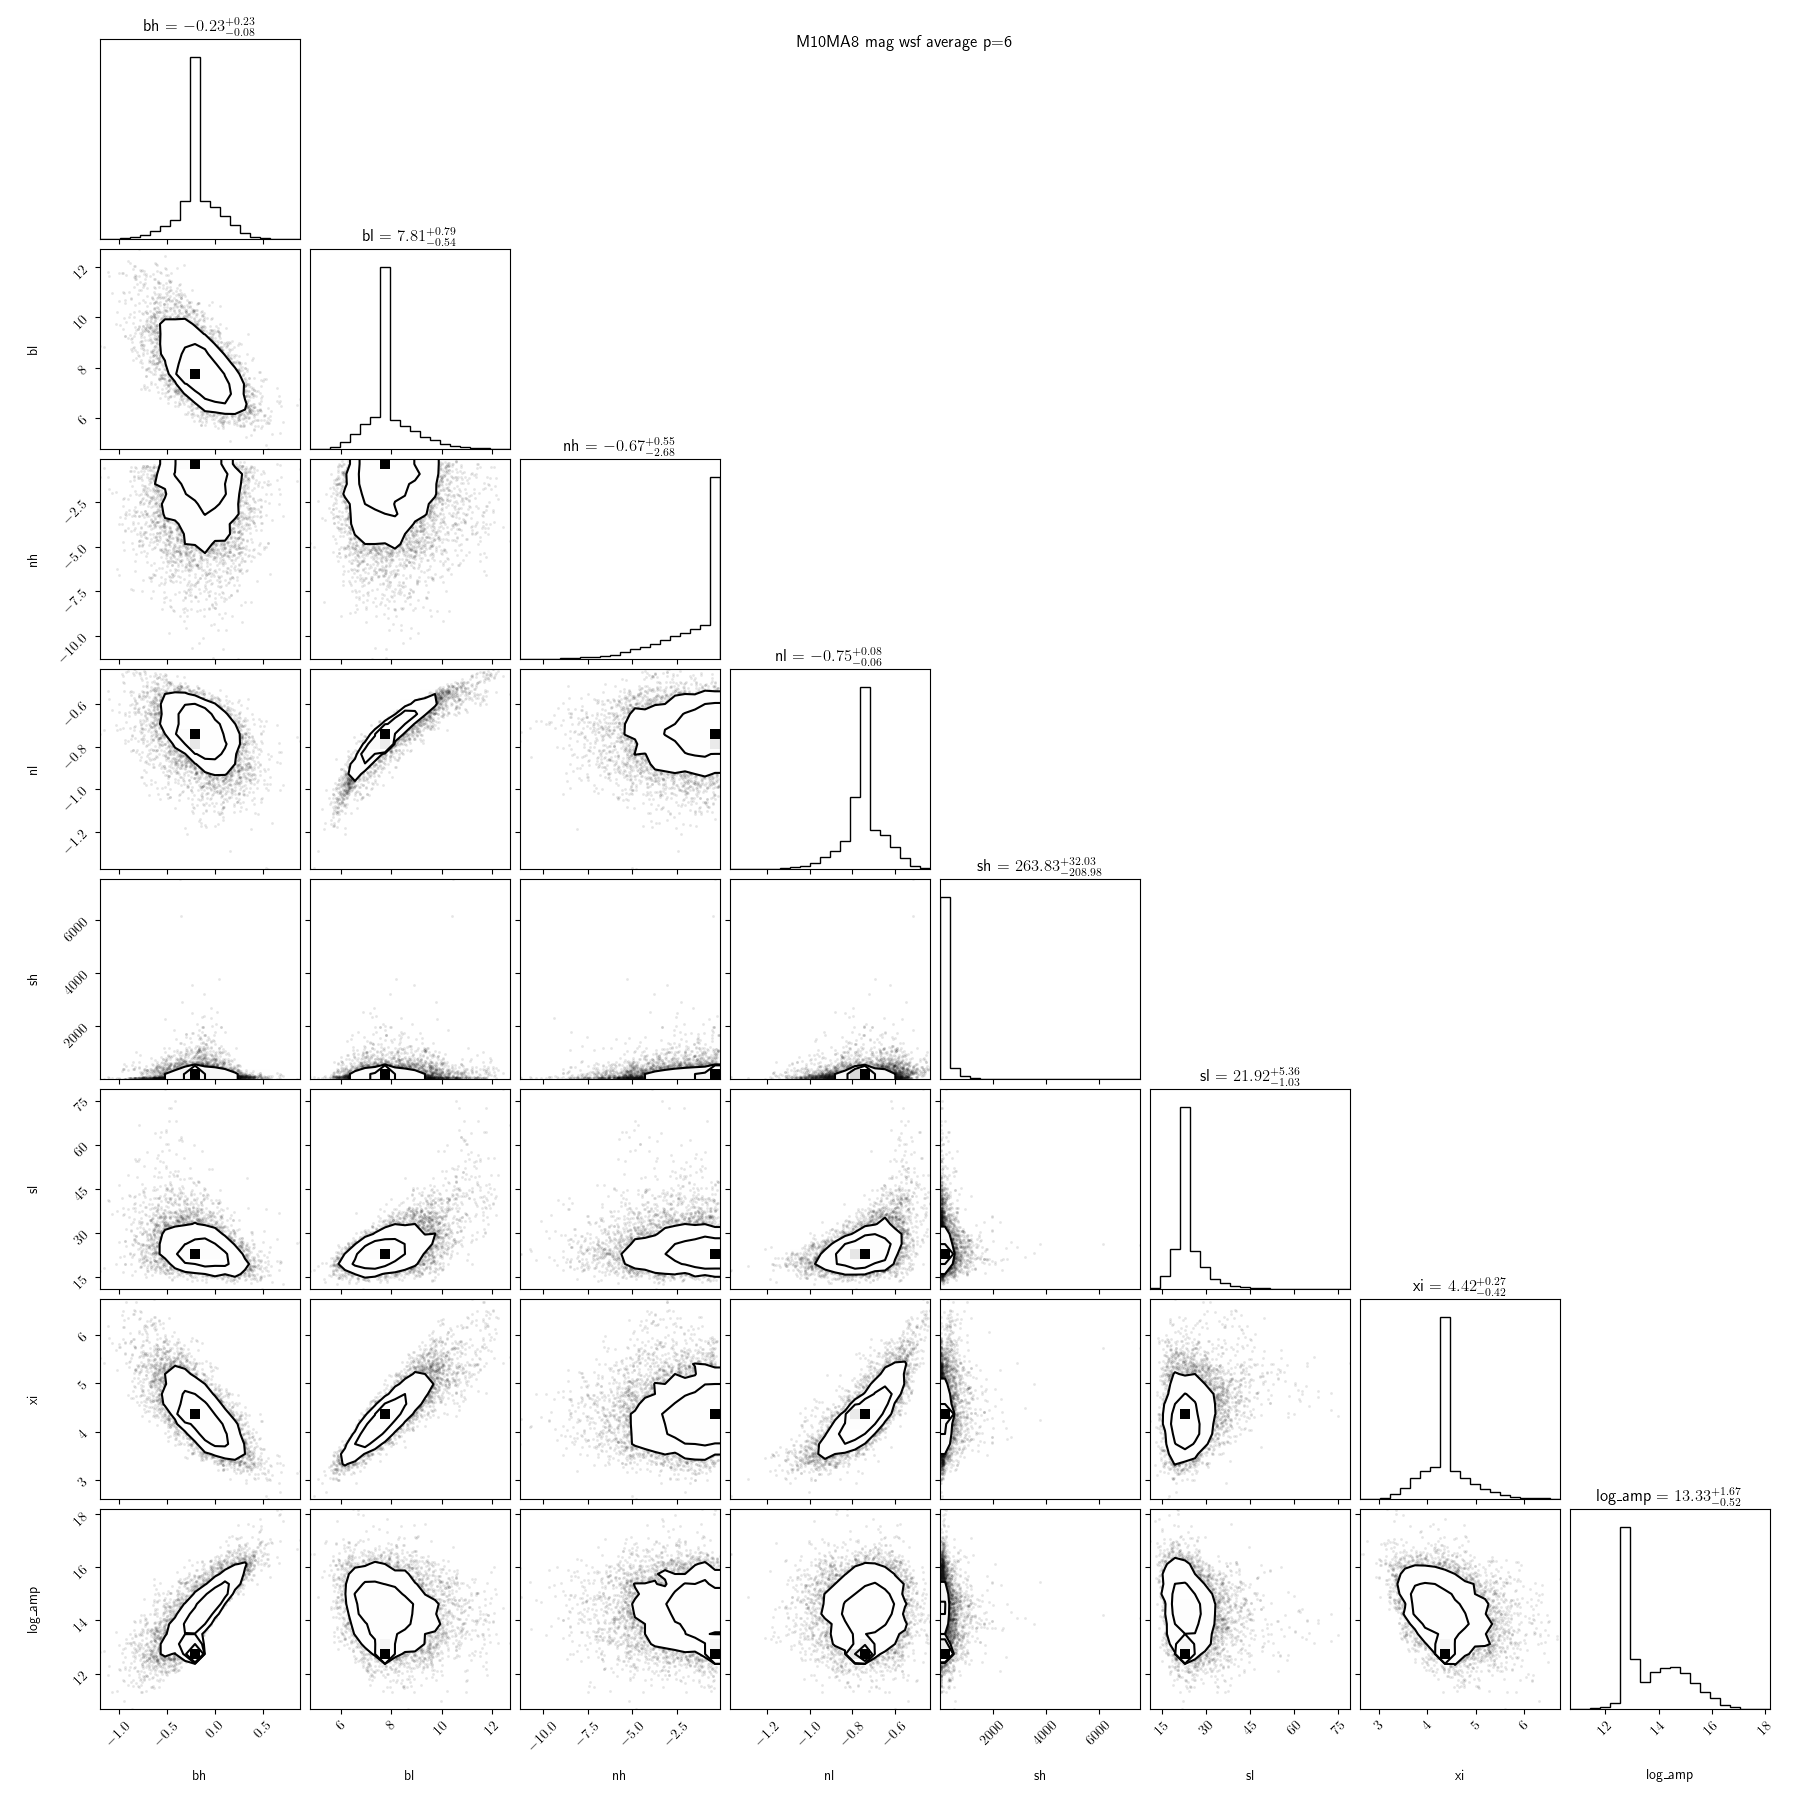 M10MA8 mag wsf average p=6
bh = −0.23 +0.23 −0.08
bl = 7.81 +0.79 −0.54
12
10
8
6
bl
nh = −0.67 +0.55 −2.68
−2.5
−5.0
−7.5
−10.0
nh
nl = −0.75 +0.08 −0.06
−0.6
−0.8
−1.0
−1.2
nl
sh = 263.83 +32.03 −208.98
6000
4000
2000
sh
sl = 21.92 +5.36 −1.03
75
60
45
30
15
sl
xi = 4.42 +0.27 −0.42
6
5
4
3
xi
log_amp = 13.33 +1.67 −0.52
18
16
14
12
log_amp
−1.0 −0.5 0.0 0.5 6 8 10 12 −10.0 −7.5 −5.0 −2.5 −1.2 −1.0 −0.8 −0.6 2000 4000 6000 15 30 45 60 75 3 4 5 6 12 14 16 18
bh bl nh nl sh sl xi log_amp